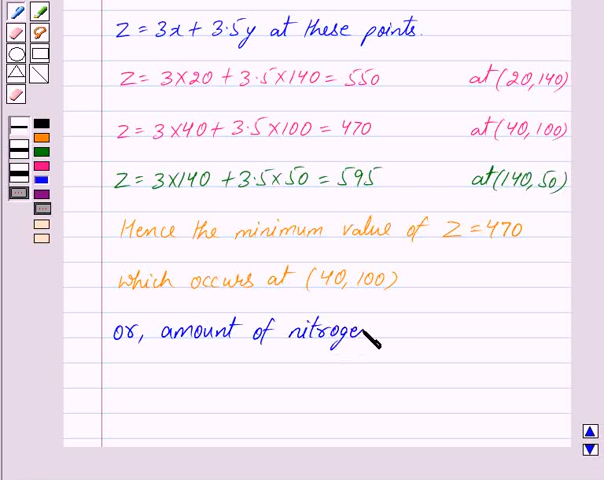 Z = 3x + 3.5y at these points.
Z = 3×20 + 3.5×140 = 550 at (20,140)
Z = 3×40 + 3.5×100 = 470 at (40,100)
Z = 3×140 + 3.5×50 = 595 at (140,50)
Hence the minimum value of Z = 470
which occurs at (40,100)
or, amount of nitrogen